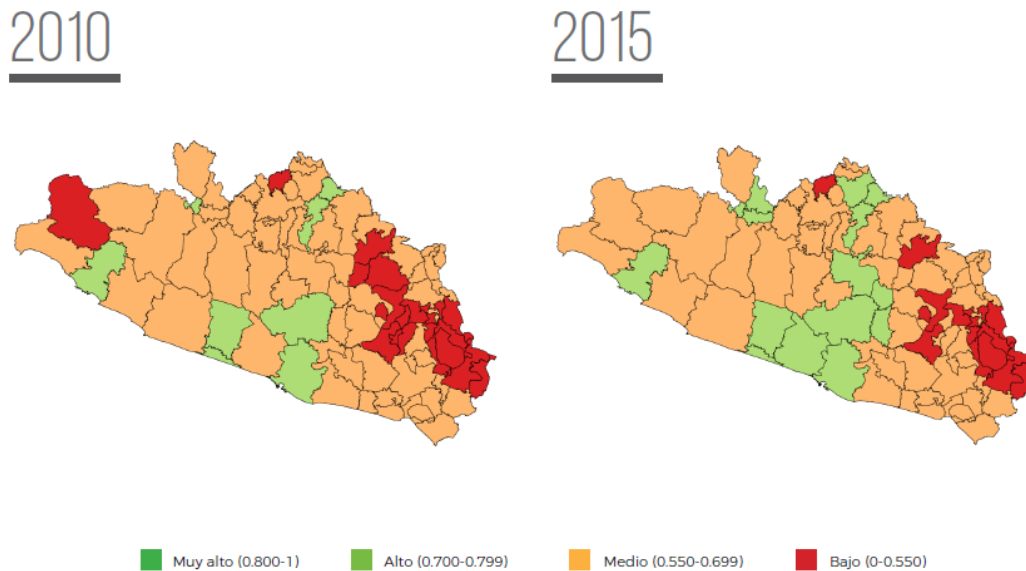 2010
2015
Muy alto (0.800-1)
Alto (0.700-0.799)
Medio (0.550-0.699)
Bajo (0-0.550)